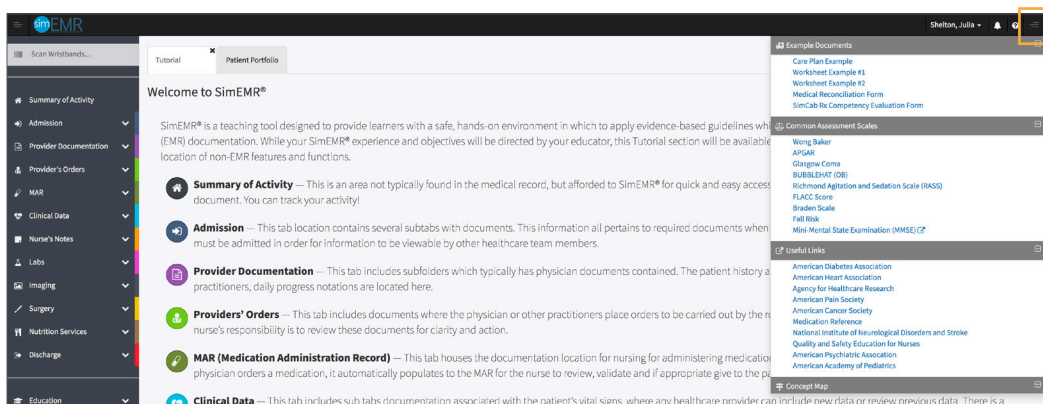 simEMR
Shelton, Julia
Scan Wristbands...
Summary of Activity
Admission
Provider Documentation
Provider's Orders
MAR
Clinical Data
Nurse's Notes
Labs
Imaging
Surgery
Nutrition Services
Discharge
Education
Tutorial
Patient Portfolio
Welcome to SimEMR®
SimEMR® is a teaching tool designed to provide learners with a safe, hands-on environment in which to apply evidence-based guidelines whi
(EMR) documentation. While your SimEMR® experience and objectives will be directed by your educator, this Tutorial section will be available
location of non-EMR features and functions.
Summary of Activity — This is an area not typically found in the medical record, but afforded to SimEMR® for quick and easy access
document. You can track your activity!
Admission — This tab location contains several subtabs with documents. This information all pertains to required documents when
must be admitted in order for information to be viewable by other healthcare team members.
Provider Documentation — This tab includes subfolders which typically has physician documents contained. The patient history a
practitioners, daily progress notations are located here.
Providers' Orders — This tab includes documents where the physician or other practitioners place orders to be carried out by the ro
nurse's responsibility is to review these documents for clarity and action.
MAR (Medication Administration Record) — This tab houses the documentation location for nursing for administering medicatio
physician orders a medication, it automatically populates to the MAR for the nurse to review, validate and if appropriate give to the pa
Clinical Data — This tab includes sub tabs documentation associated with the patient's vital signs, where any healthcare provider can include new data or review previous data. There is a
Example Documents
Care Plan Example
Worksheet Example #1
Worksheet Example #2
Medical Reconciliation Form
SimCab Rx Competency Evaluation Form
Common Assessment Scales
Wong Baker
APGAR
Glasgow Coma
BUBBLEHAT (OB)
Richmond Agitation and Sedation Scale (RASS)
FLACC Score
Braden Scale
Fall Risk
Mini-Mental State Examination (MMSE)
Useful Links
American Diabetes Association
American Heart Association
Agency for Healthcare Research
American Pain Society
American Cancer Society
Medication Reference
National Institute of Neurological Disorders and Stroke
Quality and Safety Education for Nurses
American Psychiatric Assocation
American Academy of Pediatrics
Concept Map